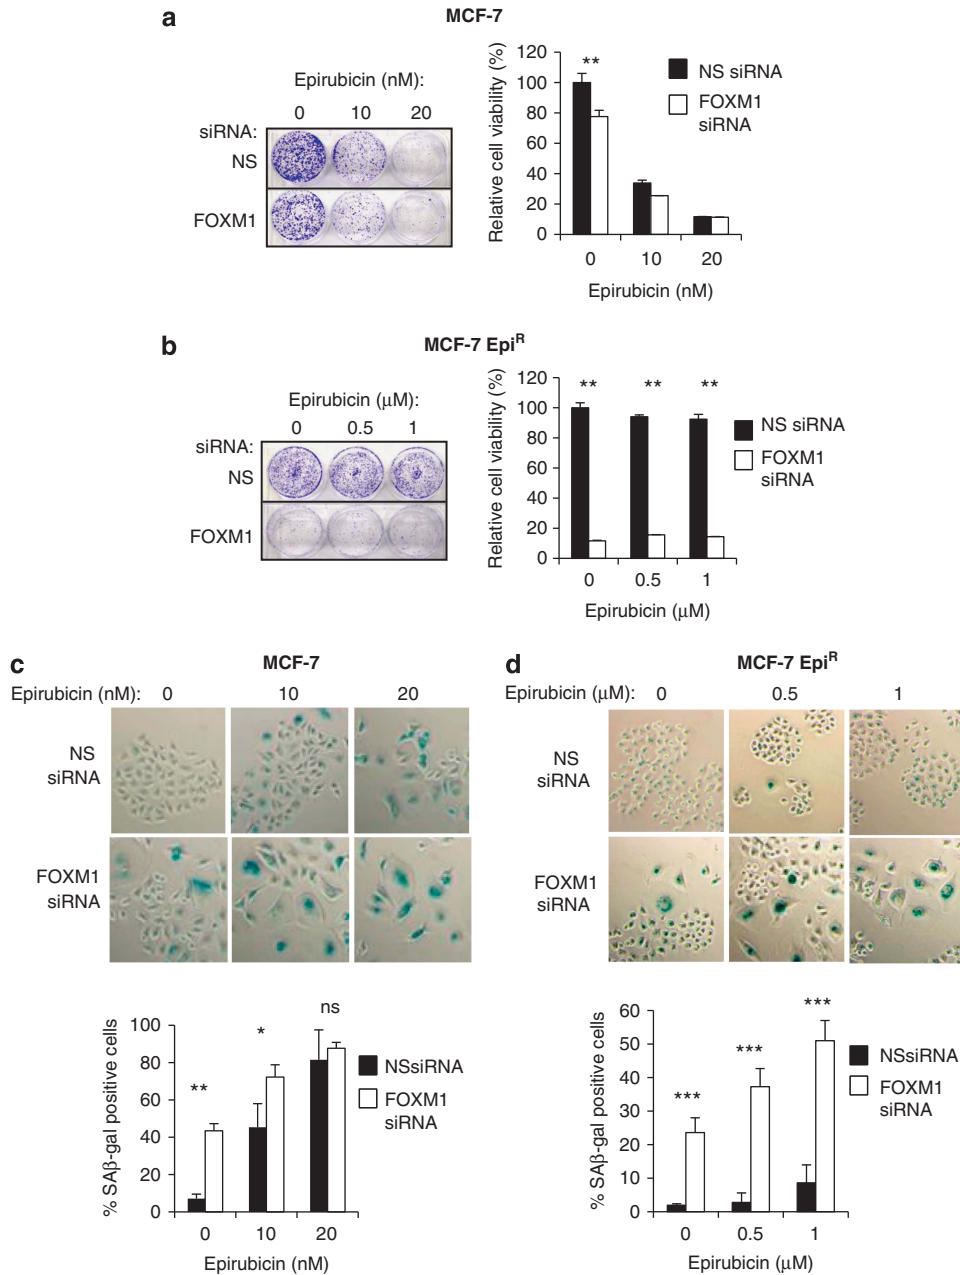 a
MCF-7
Epirubicin (nM):
0 10 20
siRNA:
NS
FOXM1
Relative cell viability (%)
120
100
80
60
40
20
0
**
NS siRNA
FOXM1
siRNA
0 10 20
Epirubicin (nM)
b
MCF-7 Epiᴿ
Epirubicin (μM):
0 0.5 1
siRNA:
NS
FOXM1
Relative cell viability (%)
120
100
80
60
40
20
0
** ** **
NS siRNA
FOXM1
siRNA
0 0.5 1
Epirubicin (μM)
c
MCF-7
Epirubicin (nM): 0 10 20
NS
siRNA
FOXM1
siRNA
% SAβ-gal positive cells
100
80
60
40
20
0
** * ns
NSsiRNA
FOXM1
siRNA
0 10 20
Epirubicin (nM)
d
MCF-7 Epiᴿ
Epirubicin (μM): 0 0.5 1
NS
siRNA
FOXM1
siRNA
% SAβ-gal positive cells
60
50
40
30
20
10
0
*** *** ***
NSsiRNA
FOXM1
siRNA
0 0.5 1
Epirubicin (μM)